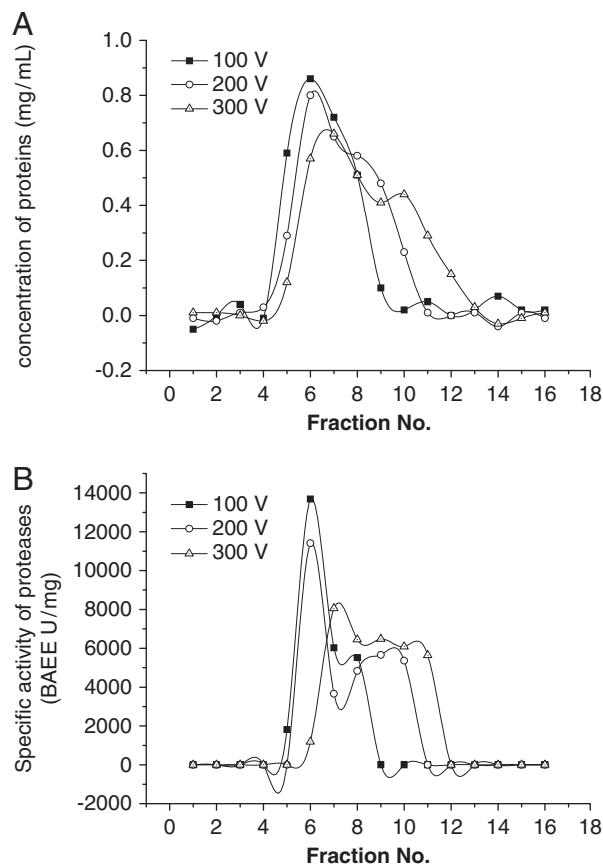 A
concentration of proteins (mg/mL)
1.0
0.8
0.6
0.4
0.2
0.0
-0.2
100 V
200 V
300 V
0 2 4 6 8 10 12 14 16 18
Fraction No.
B
Specific activity of proteases
(BAEE U/mg)
14000
12000
10000
8000
6000
4000
2000
0
-2000
100 V
200 V
300 V
0 2 4 6 8 10 12 14 16 18
Fraction No.